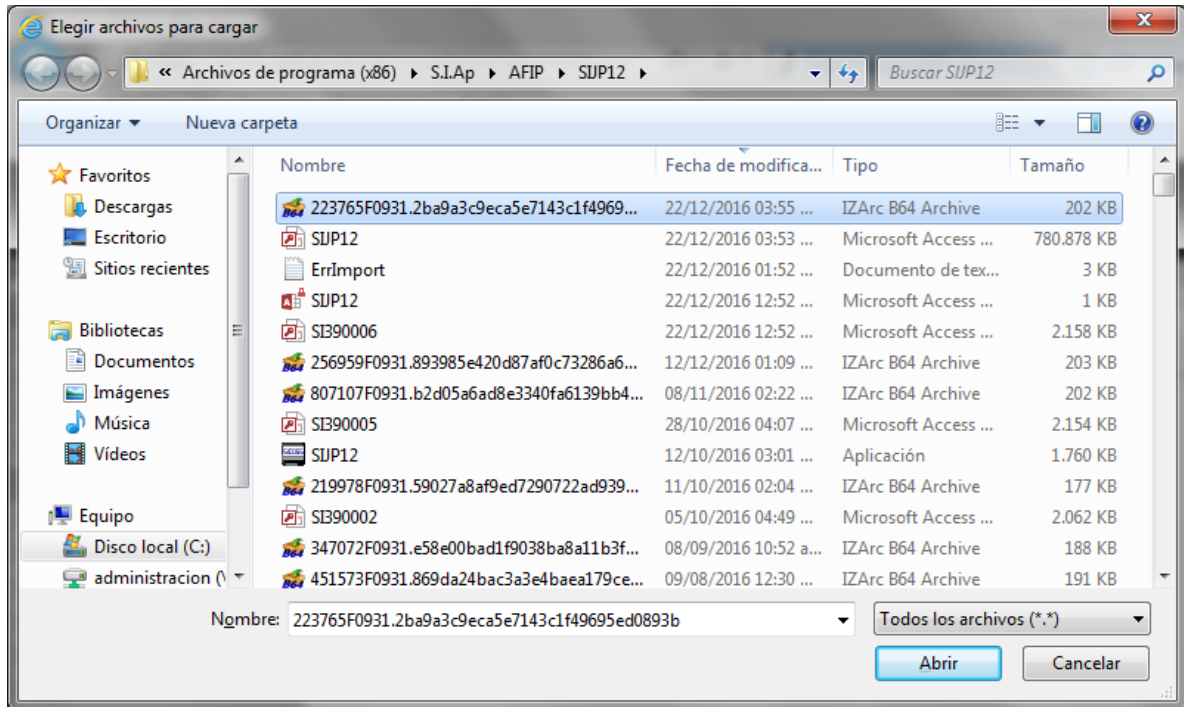 Elegir archivos para cargar
« Archivos de programa (x86) ▸ S.I.Ap ▸ AFIP ▸ SIJP12 ▸ Buscar SIJP12
Organizar Nueva carpeta
Favoritos
Descargas
Escritorio
Sitios recientes
Bibliotecas
Documentos
Imágenes
Música
Vídeos
Equipo
Disco local (C:)
administracion (\
Nombre Fecha de modifica... Tipo Tamaño
223765F0931.2ba9a3c9eca5e7143c1f4969... 22/12/2016 03:55 ... IZArc B64 Archive 202 KB
SIJP12 22/12/2016 03:53 ... Microsoft Access ... 780.878 KB
ErrImport 22/12/2016 01:52 ... Documento de tex... 3 KB
SIJP12 22/12/2016 12:52 ... Microsoft Access ... 1 KB
SI390006 22/12/2016 12:52 ... Microsoft Access ... 2.158 KB
256959F0931.893985e420d87af0c73286a6... 12/12/2016 01:09 ... IZArc B64 Archive 203 KB
807107F0931.b2d05a6ad8e3340fa6139bb4... 08/11/2016 02:22 ... IZArc B64 Archive 202 KB
SI390005 28/10/2016 04:07 ... Microsoft Access ... 2.154 KB
SIJP12 12/10/2016 03:01 ... Aplicación 1.760 KB
219978F0931.59027a8af9ed7290722ad939... 11/10/2016 02:04 ... IZArc B64 Archive 177 KB
SI390002 05/10/2016 04:49 ... Microsoft Access ... 2.062 KB
347072F0931.e58e00bad1f9038ba8a11b3f... 08/09/2016 10:52 a... IZArc B64 Archive 188 KB
451573F0931.869da24bac3a3e4baea179ce... 09/08/2016 12:30 ... IZArc B64 Archive 191 KB
Nombre: 223765F0931.2ba9a3c9eca5e7143c1f49695ed0893b Todos los archivos (*.*)
Abrir Cancelar